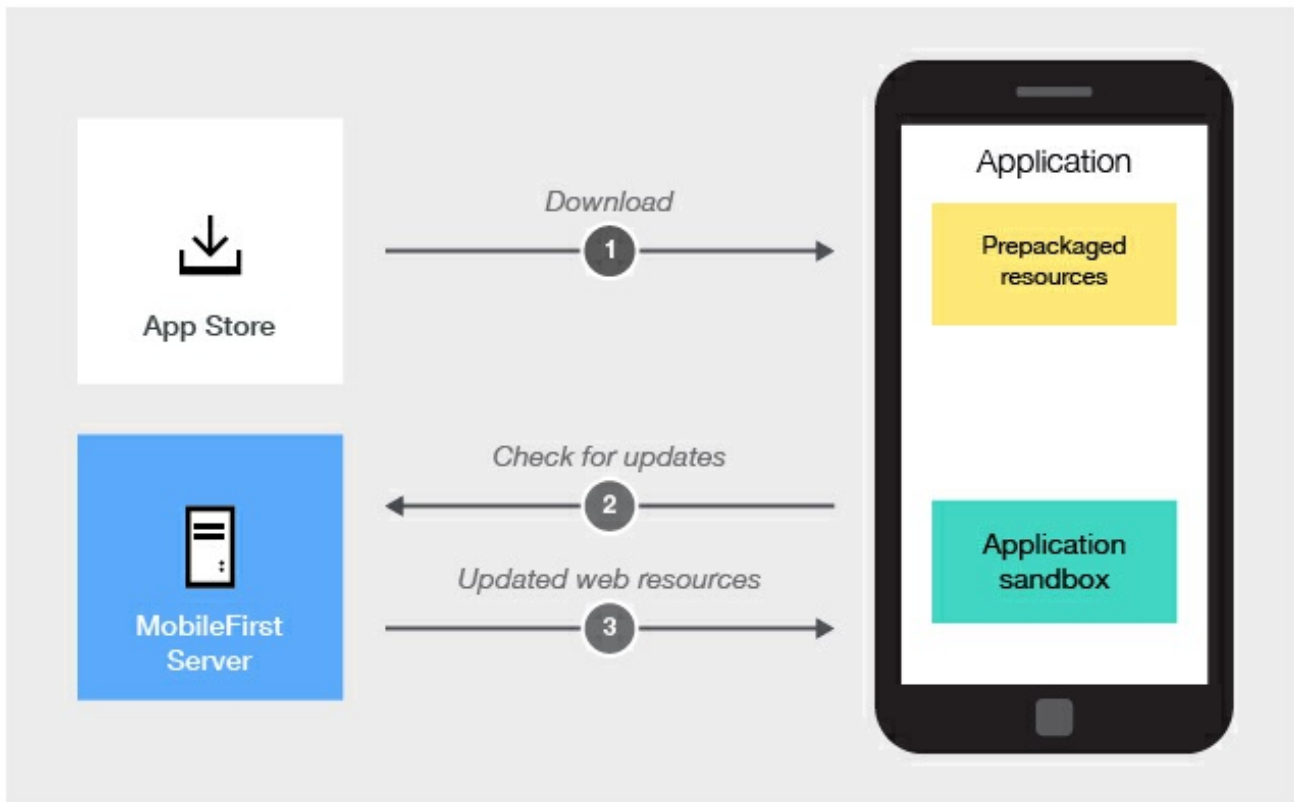 Download
1
App Store
Application
Prepackaged
resources
Check for updates
2
Updated web resources
3
MobileFirst
Server
Application
sandbox